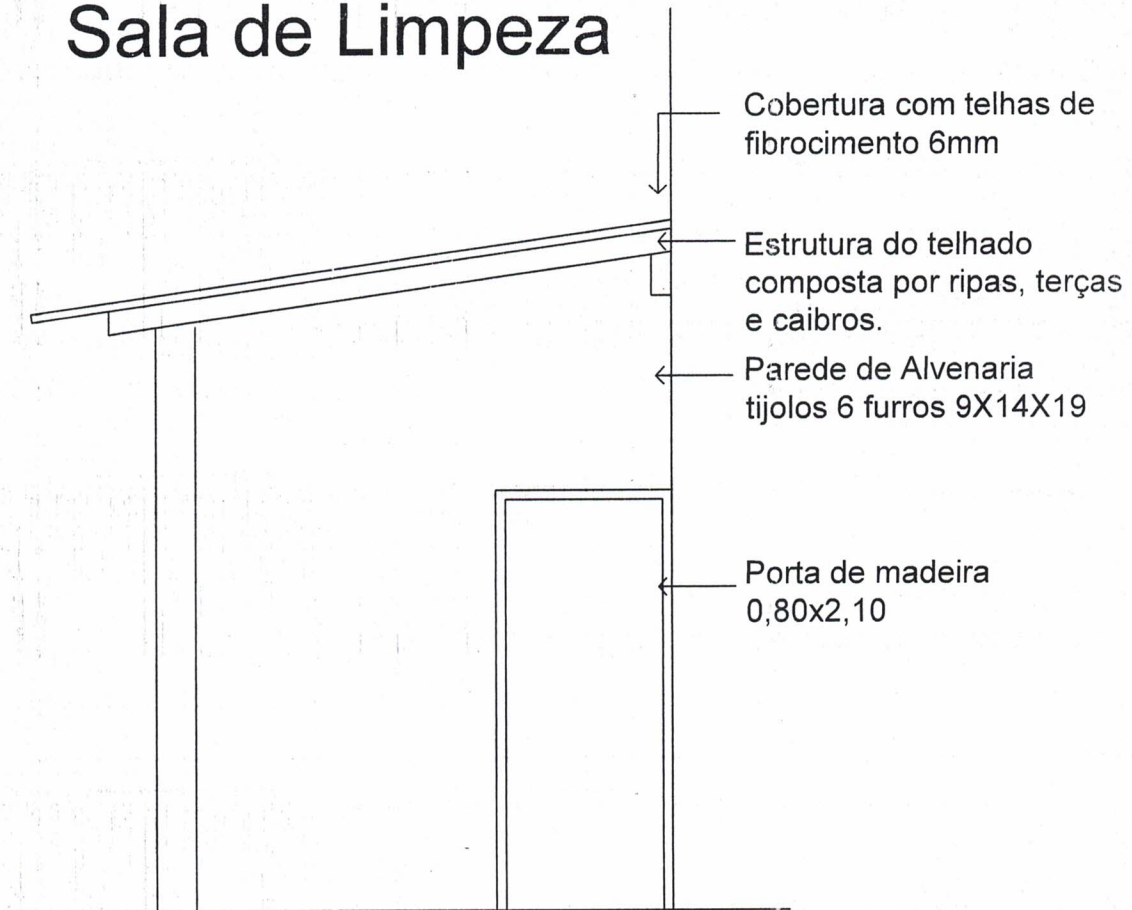 Sala de Limpeza
Cobertura com telhas de
fibrocimento 6mm
Estrutura do telhado
composta por ripas, terças
e caibros.
Parede de Alvenaria
tijolos 6 furros 9X14X19
Porta de madeira
0,80x2,10